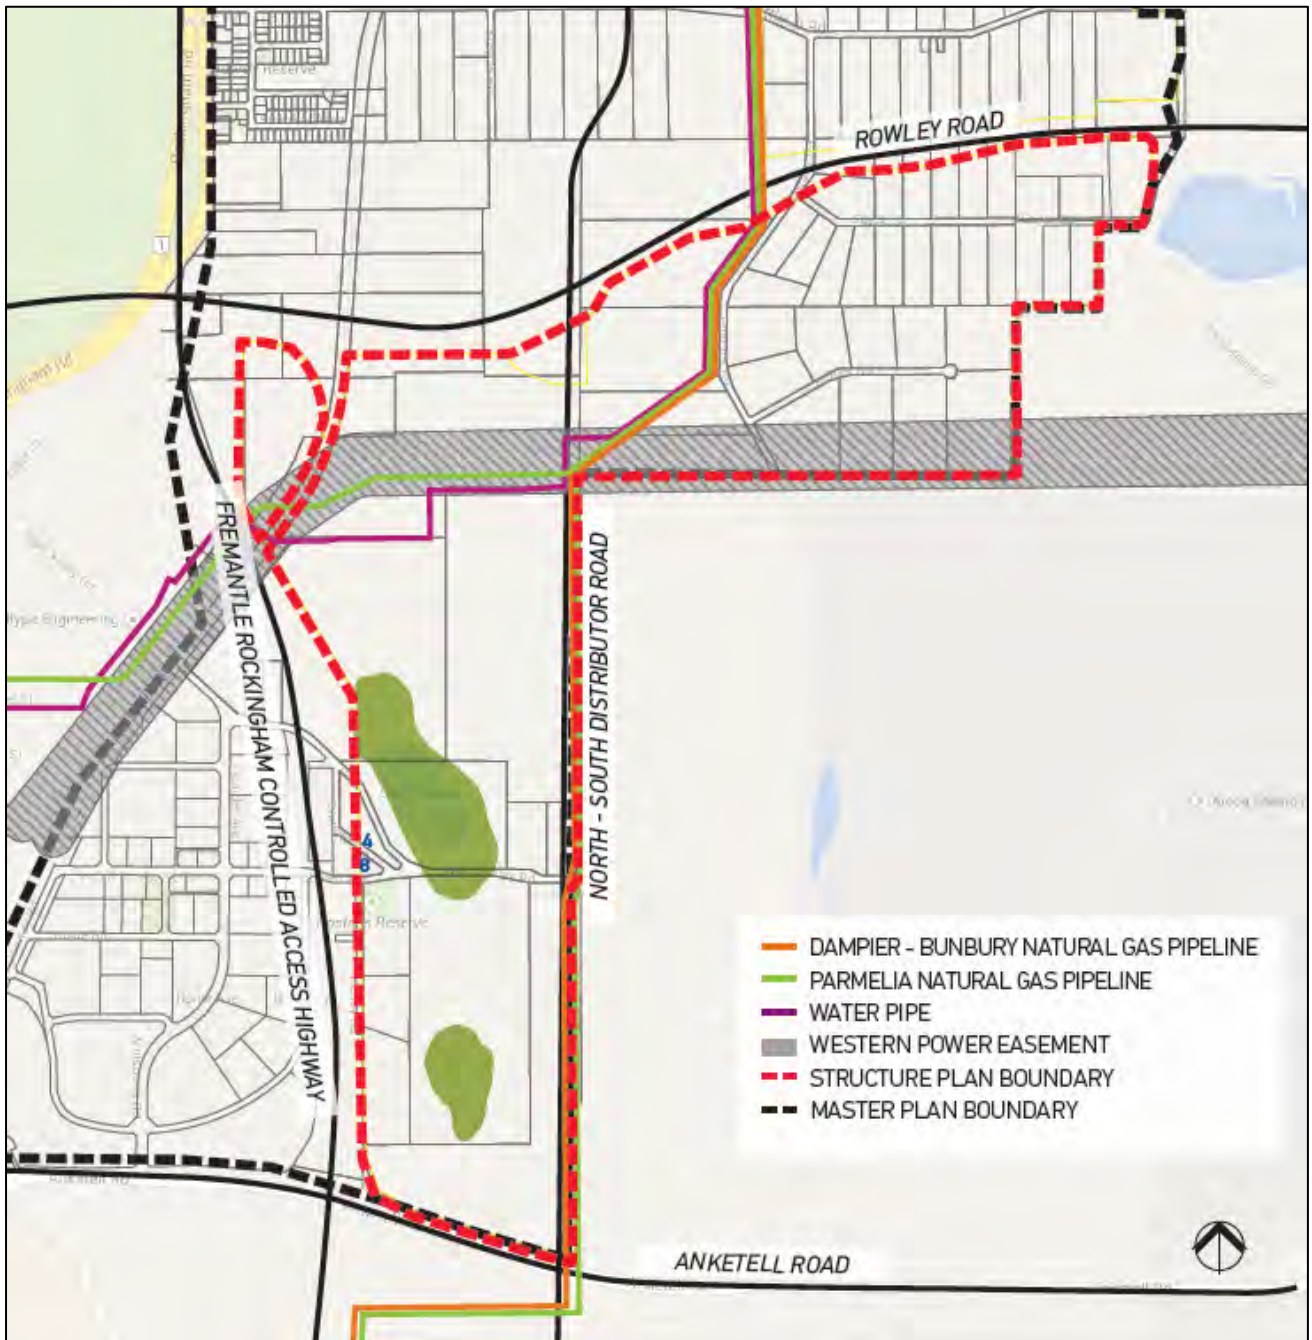 ROWLEY ROAD
Reserve
1
FREMANTLE ROCKINGHAM CONTROLLED ACCESS HIGHWAY
NORTH - SOUTH DISTRIBUTOR ROAD
4
8
Reserve
DAMPIER - BUNBURY NATURAL GAS PIPELINE
PARMELIA NATURAL GAS PIPELINE
WATER PIPE
WESTERN POWER EASEMENT
STRUCTURE PLAN BOUNDARY
MASTER PLAN BOUNDARY
ANKETELL ROAD